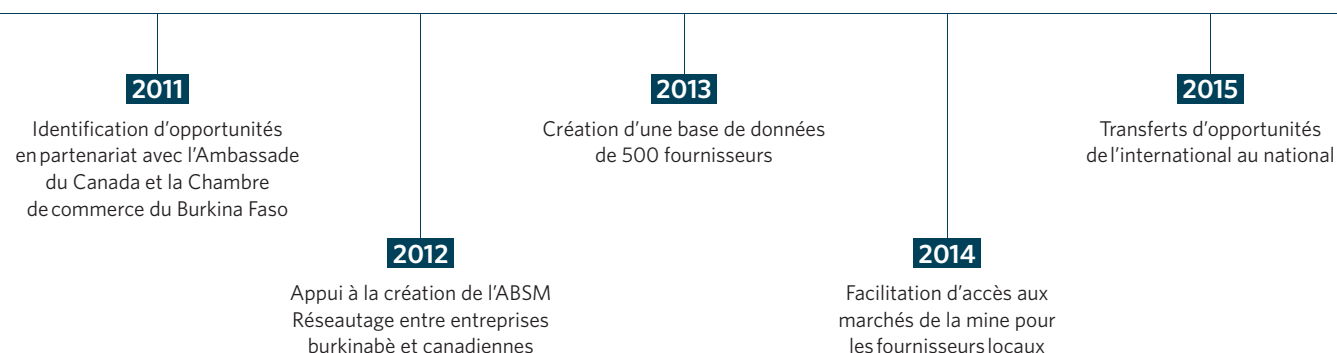 2011
Identification d'opportunités
en partenariat avec l'Ambassade
du Canada et la Chambre
de commerce du Burkina Faso
2012
Appui à la création de l'ABSM
Réseautage entre entreprises
burkinabè et canadiennes
2013
Création d'une base de données
de 500 fournisseurs
2014
Facilitation d'accès aux
marchés de la mine pour
les fournisseurs locaux
2015
Transferts d'opportunités
de l'international au national